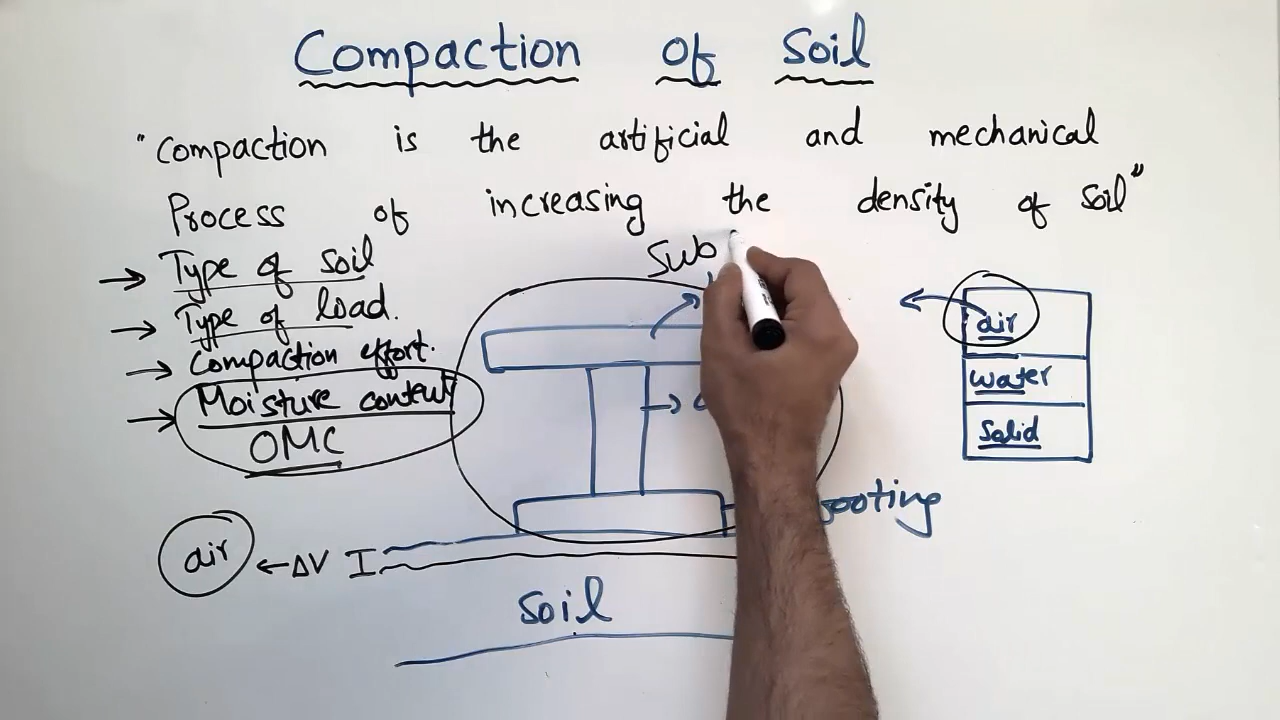 Compaction of Soil
"Compaction is the artificial and mechanical
Process of increasing the density of soil"
→ Type of soil
→ Type of load.
→ Compaction effort.
→ Moisture content
OMC
Sub
air
water
Solid
air ← ΔV I
soil